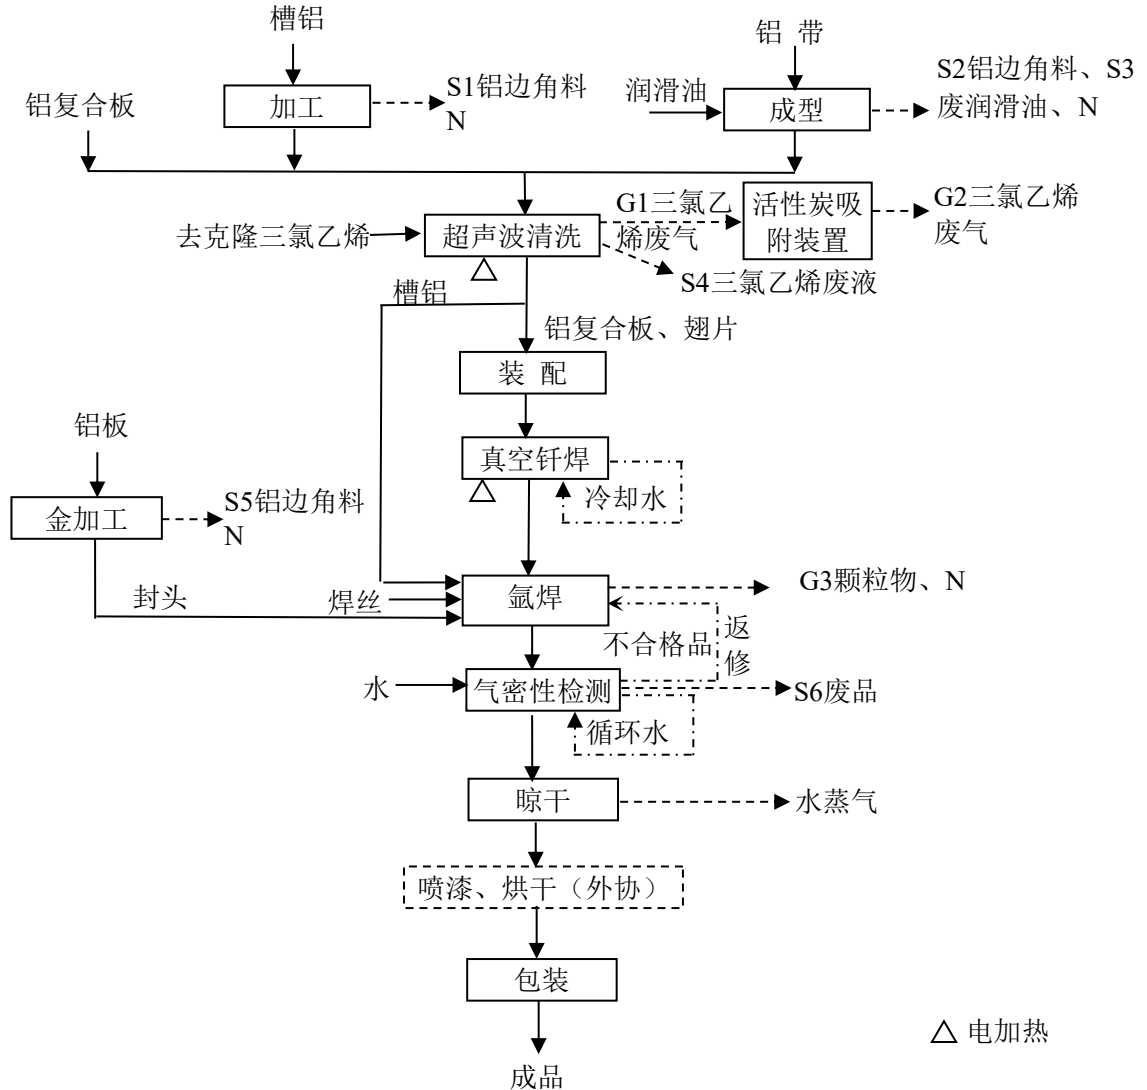 槽铝
铝 带
铝复合板
加工
S1铝边角料
N
润滑油
成型
S2铝边角料、S3
废润滑油、N
去克隆三氯乙烯
超声波清洗
G1三氯乙
烯废气
活性炭吸
附装置
G2三氯乙烯
废气
S4三氯乙烯废液
槽铝
铝复合板、翅片
装 配
铝板
真空钎焊
冷却水
金加工
S5铝边角料
N
封头
焊丝
氩焊
G3颗粒物、N
不合格品
返
修
水
气密性检测
S6废品
循环水
晾干
水蒸气
喷漆、烘干（外协）
包装
电加热
成品